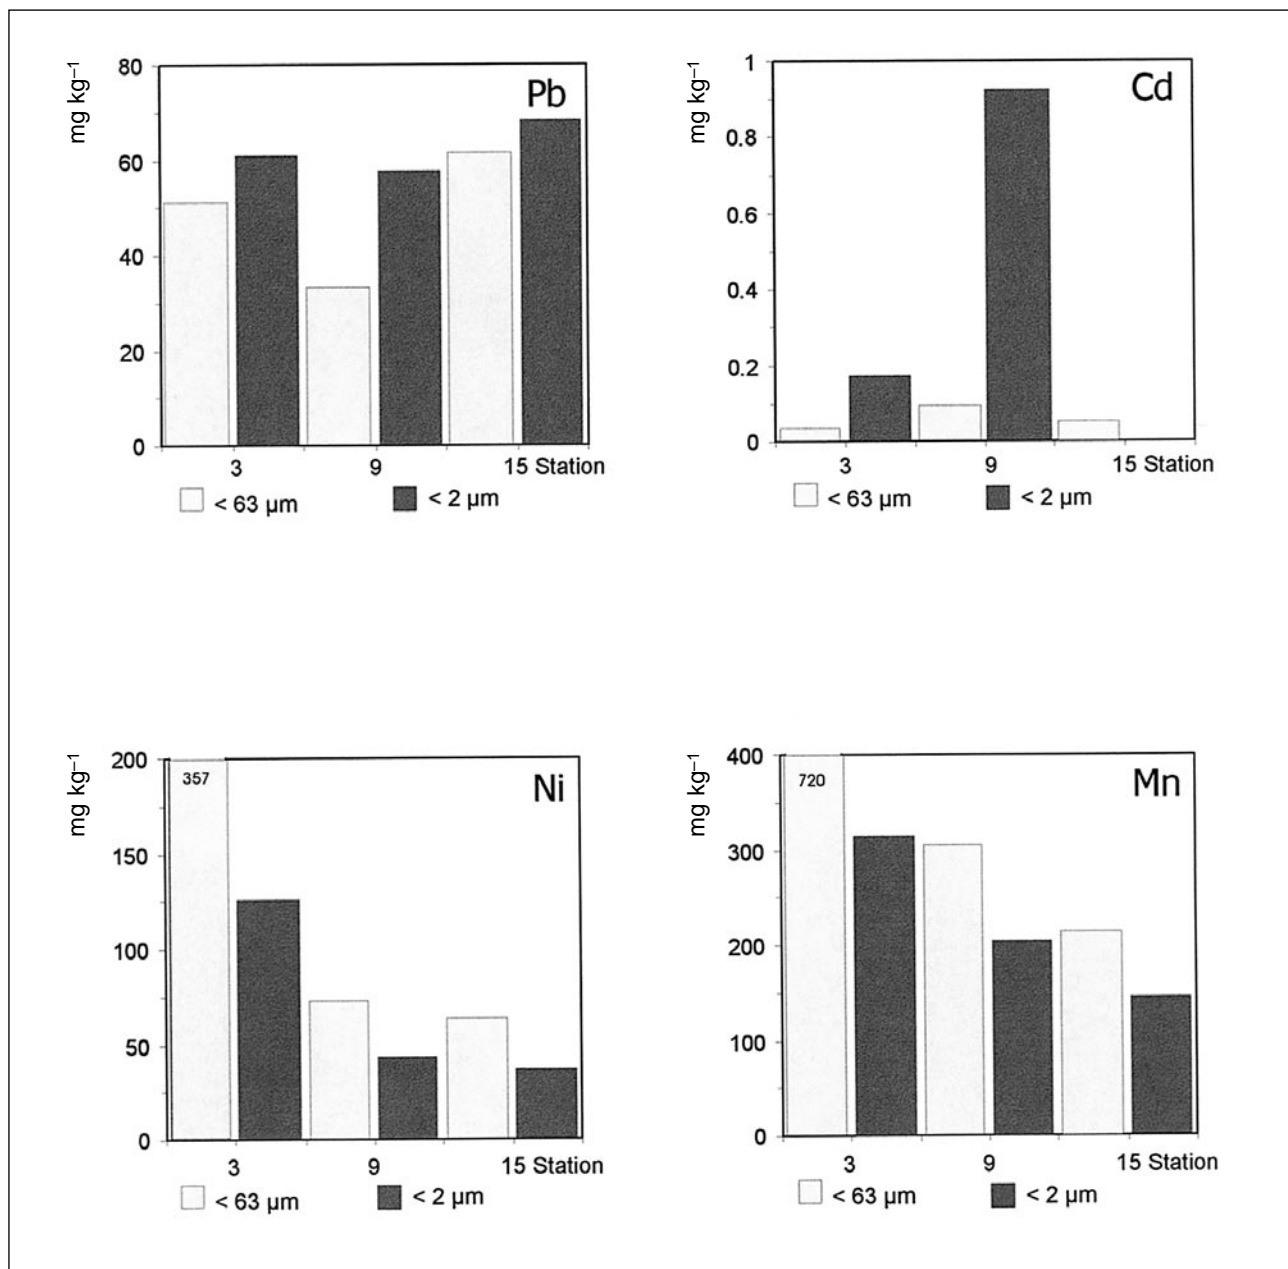 mg kg⁻¹
80
60
40
20
0
Pb
3 9 15 Station
< 63 µm < 2 µm
mg kg⁻¹
1
0.8
0.6
0.4
0.2
0
Cd
3 9 15 Station
< 63 µm < 2 µm
mg kg⁻¹
200
150
100
50
0
357
Ni
3 9 15 Station
< 63 µm < 2 µm
mg kg⁻¹
400
300
200
100
0
720
Mn
3 9 15 Station
< 63 µm < 2 µm